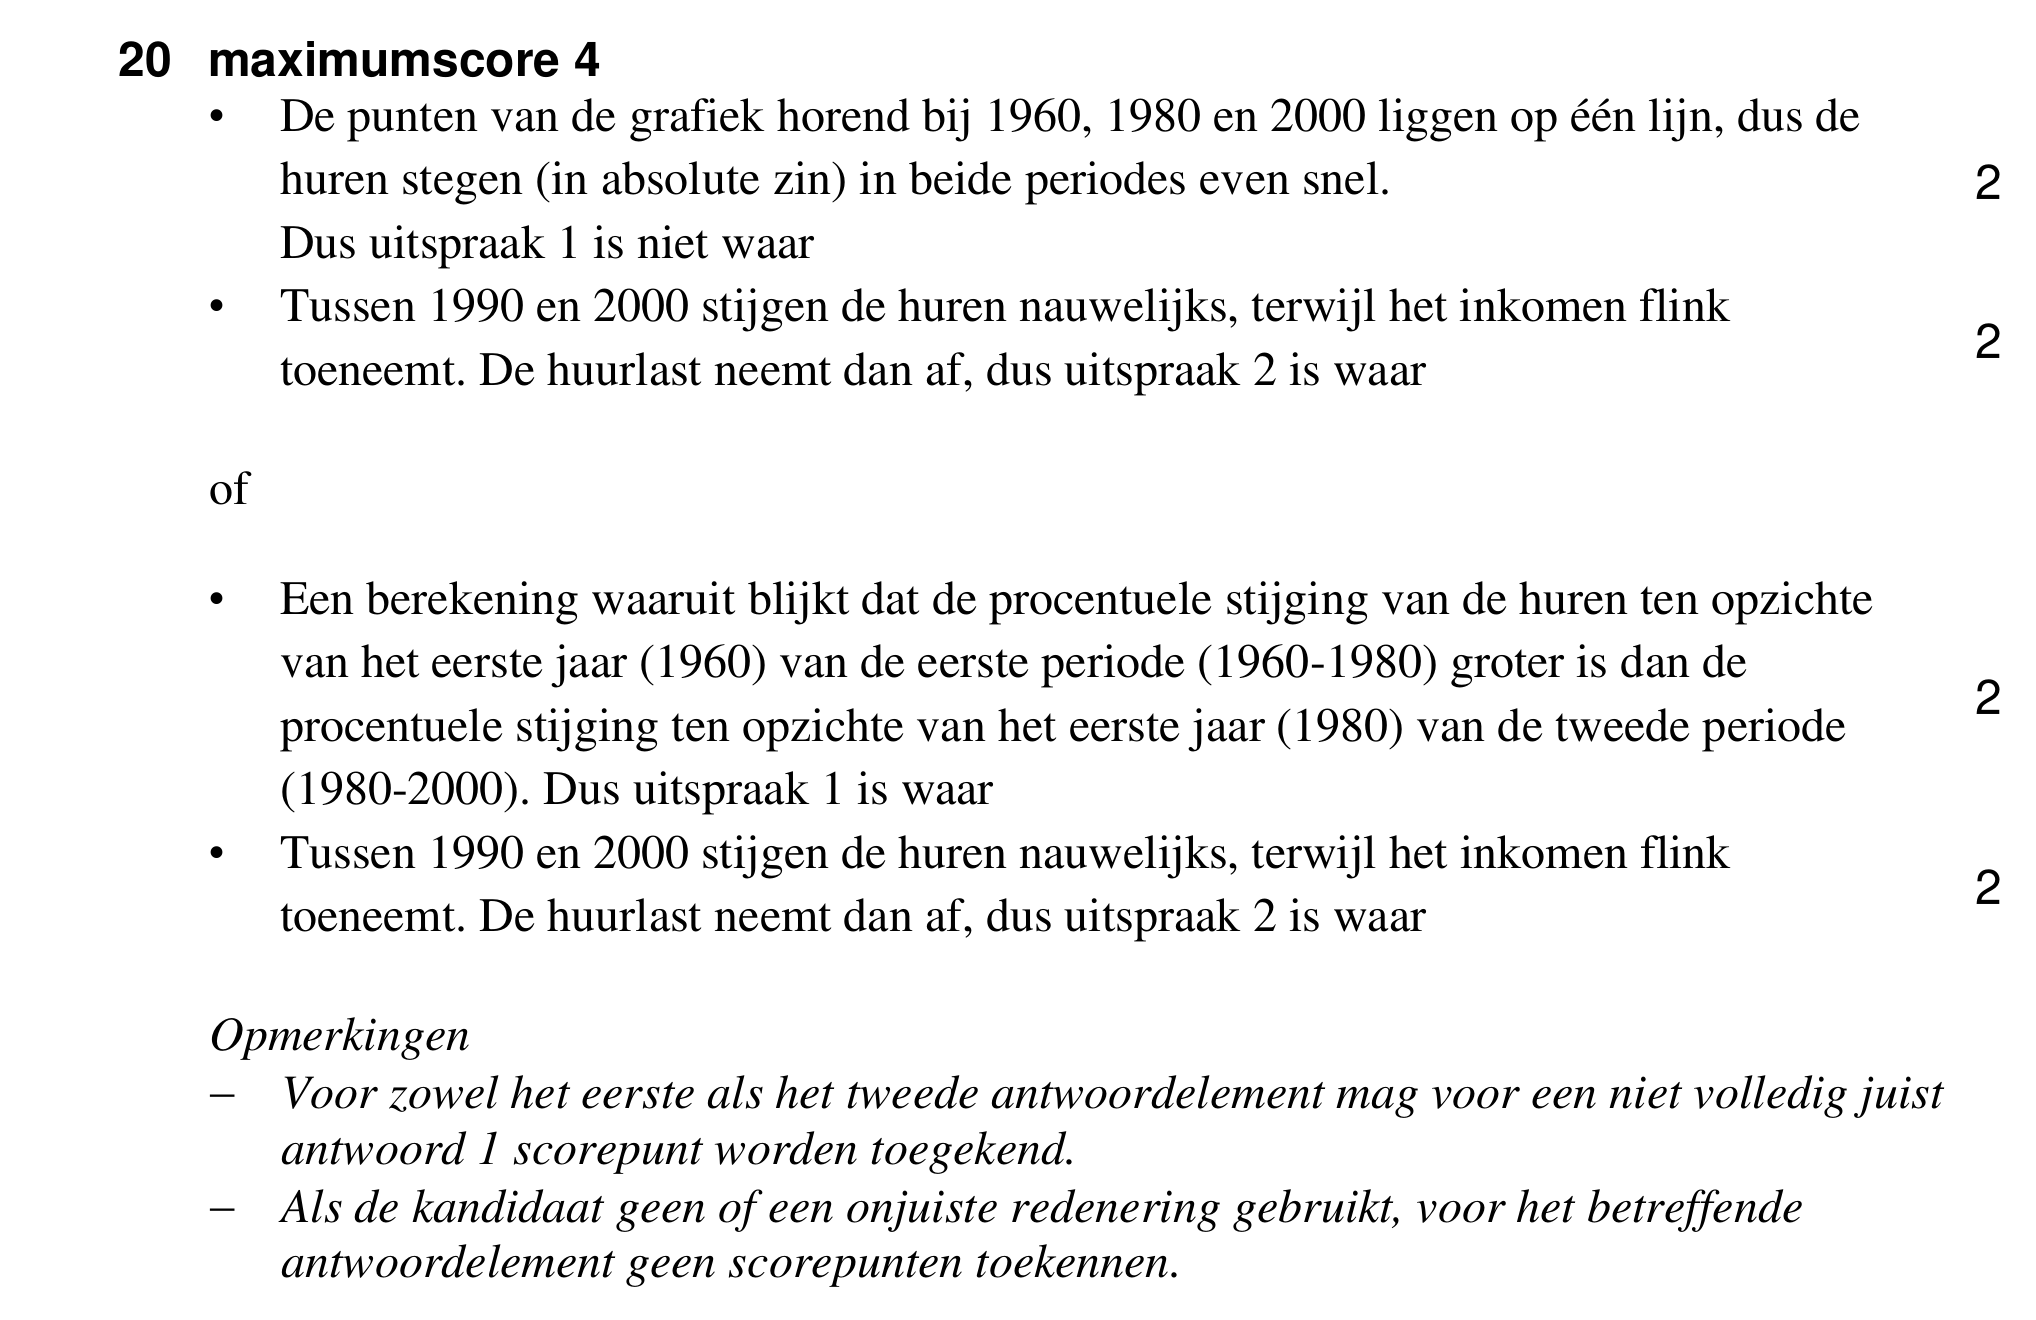 20 maximumscore 4
• De punten van de grafiek horend bij 1960, 1980 en 2000 liggen op één lijn, dus de
huren stegen (in absolute zin) in beide periodes even snel. 2
Dus uitspraak 1 is niet waar
• Tussen 1990 en 2000 stijgen de huren nauwelijks, terwijl het inkomen flink
toeneemt. De huurlast neemt dan af, dus uitspraak 2 is waar 2
of
• Een berekening waaruit blijkt dat de procentuele stijging van de huren ten opzichte
van het eerste jaar (1960) van de eerste periode (1960-1980) groter is dan de
procentuele stijging ten opzichte van het eerste jaar (1980) van de tweede periode 2
(1980-2000). Dus uitspraak 1 is waar
• Tussen 1990 en 2000 stijgen de huren nauwelijks, terwijl het inkomen flink
toeneemt. De huurlast neemt dan af, dus uitspraak 2 is waar 2
Opmerkingen
– Voor zowel het eerste als het tweede antwoordelement mag voor een niet volledig juist
antwoord 1 scorepunt worden toegekend.
– Als de kandidaat geen of een onjuiste redenering gebruikt, voor het betreffende
antwoordelement geen scorepunten toekennen.